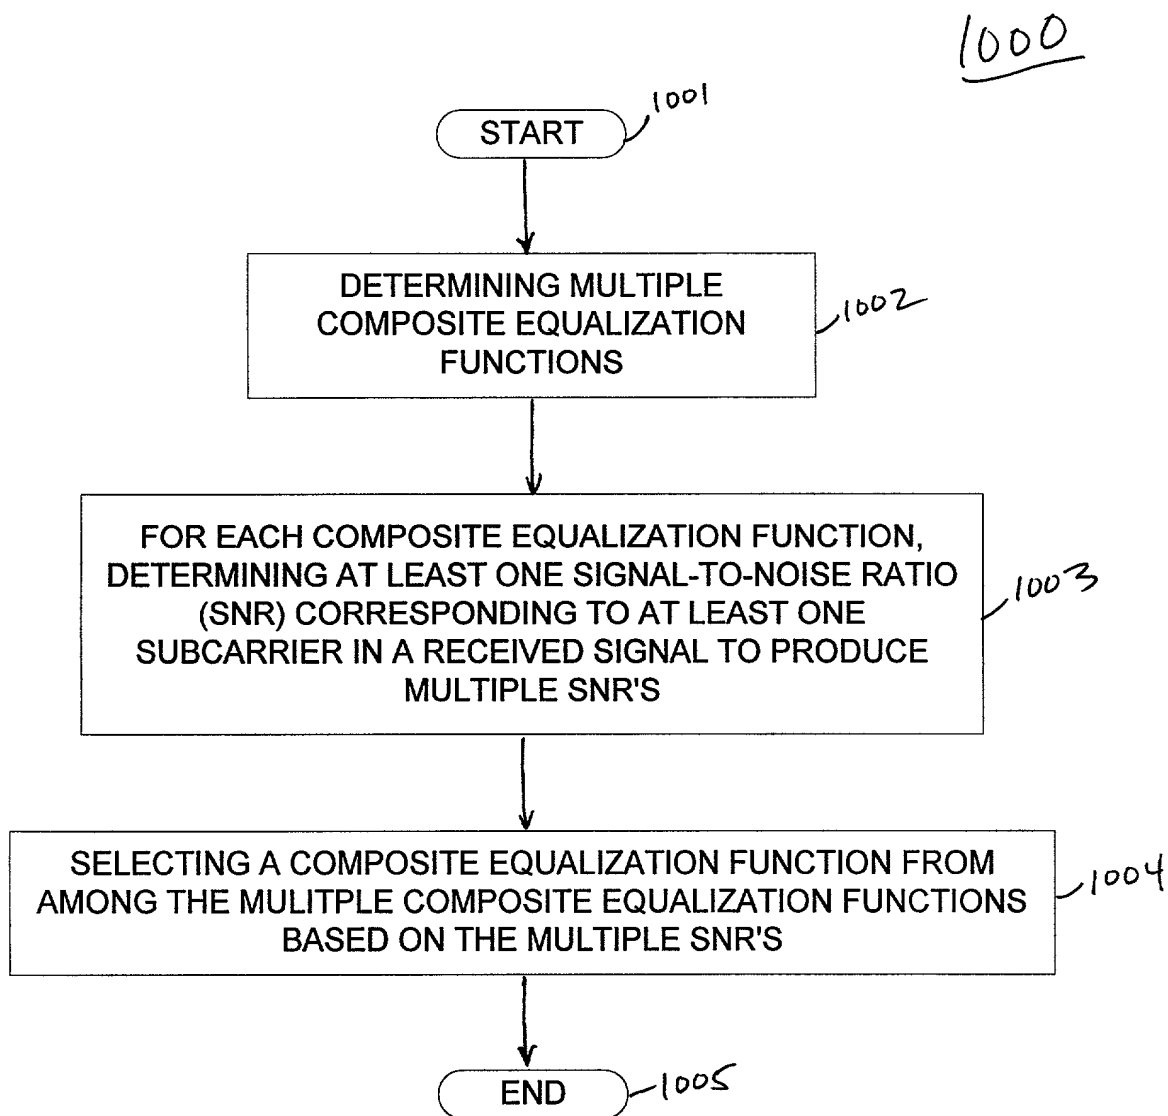 1000
1001
START
DETERMINING MULTIPLE
COMPOSITE EQUALIZATION
FUNCTIONS
1002
FOR EACH COMPOSITE EQUALIZATION FUNCTION,
DETERMINING AT LEAST ONE SIGNAL-TO-NOISE RATIO
(SNR) CORRESPONDING TO AT LEAST ONE
SUBCARRIER IN A RECEIVED SIGNAL TO PRODUCE
MULTIPLE SNR'S
1003
SELECTING A COMPOSITE EQUALIZATION FUNCTION FROM
AMONG THE MULITPLE COMPOSITE EQUALIZATION FUNCTIONS
BASED ON THE MULTIPLE SNR'S
1004
END
1005